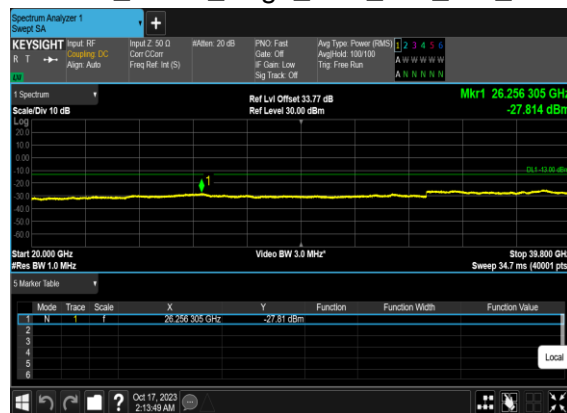 Spectrum Analyzer 1
Swept SA
+
KEYSIGHT Input: RF Input Z: 50 Ω #Atten: 20 dB PNO: Fast Avg Type: Power (RMS) 1 2 3 4 5 6
R T Coupling: DC Corr CCorr Gate: Off Avg|Hold: 100/100 A W W W W W
Align: Auto Freq Ref: Int (S) IF Gain: Low Trig: Free Run A N N N N N
Sig Track: Off
1 Spectrum Ref Lvl Offset 33.77 dB Mkr1 26.256 305 GHz
Scale/Div 10 dB Ref Level 30.00 dBm -27.814 dBm
Log
20.0
10.0
0.00
-10.0 DL1 -13.00 dBm
-20.0 1
-30.0
-40.0
-50.0
-60.0
Start 20.000 GHz Video BW 3.0 MHz* Stop 39.800 GHz
#Res BW 1.0 MHz Sweep 34.7 ms (40001 pts)
5 Marker Table
Mode Trace Scale X Y Function Function Width Function Value
1 N 1 f 26.256 305 GHz -27.81 dBm
2
3
4
5
6
Local
? Oct 17, 2023
2:13:49 AM